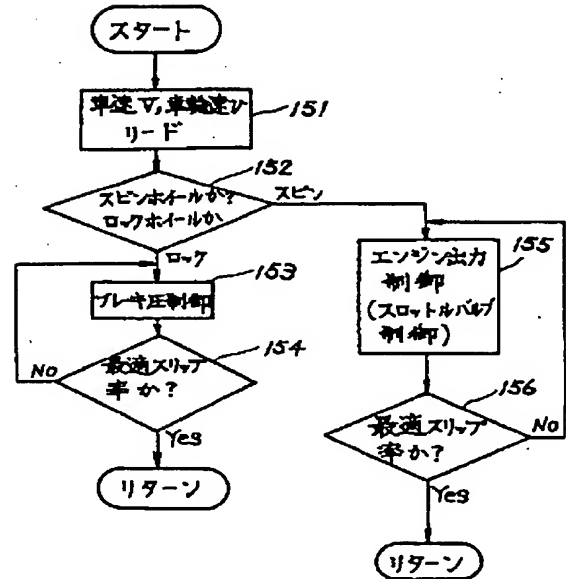 スタート
車速V,車輪速v
リード
151
152
スピンホイールか?
ロックホイールか
スピン
ロック
153
ブレーキ圧制御
154
最適スリップ
率か?
No
Yes
リターン
155
エンジン出力
制御
(スロットルバルブ
制御)
156
最適スリップ
率か?
No
Yes
リターン